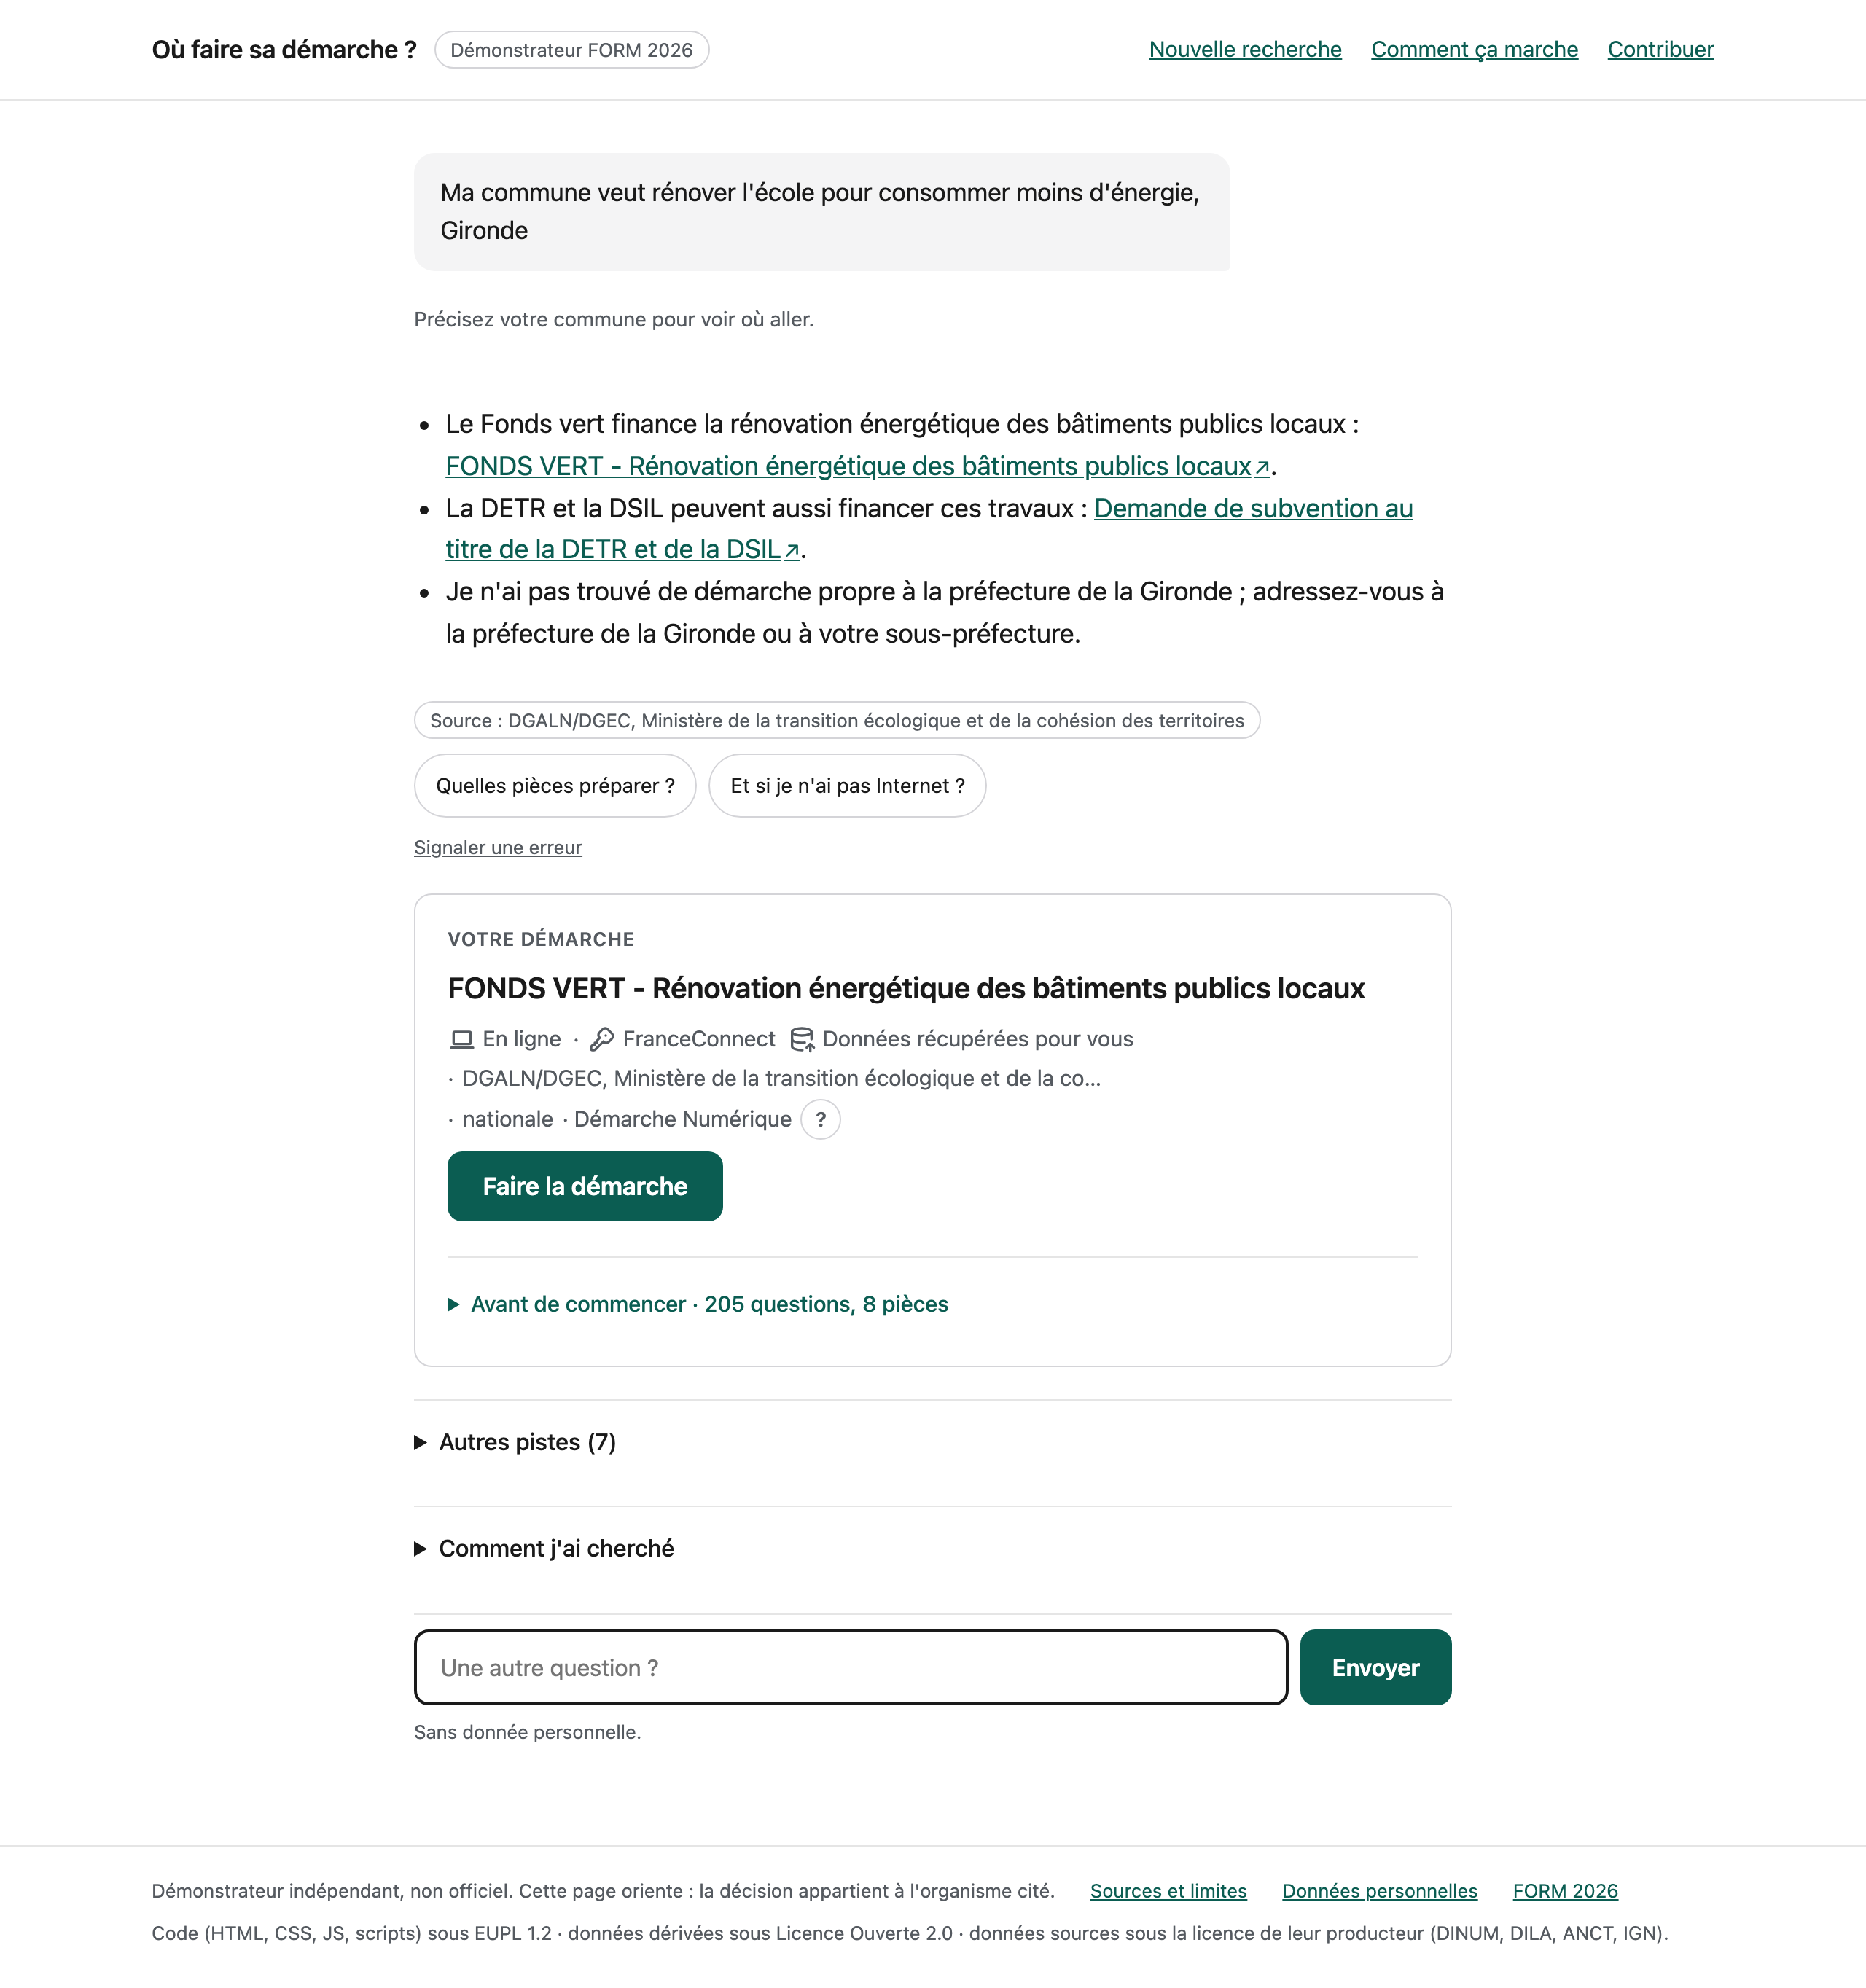 Où faire sa démarche ?
Démonstrateur FORM 2026
Nouvelle recherche
Comment ça marche
Contribuer
Ma commune veut rénover l'école pour consommer moins d'énergie,
Gironde
Précisez votre commune pour voir où aller.
• Le Fonds vert finance la rénovation énergétique des bâtiments publics locaux :
FONDS VERT - Rénovation énergétique des bâtiments publics locaux↗.
• La DETR et la DSIL peuvent aussi financer ces travaux : Demande de subvention au
titre de la DETR et de la DSIL↗.
• Je n'ai pas trouvé de démarche propre à la préfecture de la Gironde ; adressez-vous à
la préfecture de la Gironde ou à votre sous-préfecture.
Source : DGALN/DGEC, Ministère de la transition écologique et de la cohésion des territoires
Quelles pièces préparer ?
Et si je n'ai pas Internet ?
Signaler une erreur
VOTRE DÉMARCHE
FONDS VERT - Rénovation énergétique des bâtiments publics locaux
En ligne · FranceConnect Données récupérées pour vous
· DGALN/DGEC, Ministère de la transition écologique et de la co...
· nationale · Démarche Numérique ?
Faire la démarche
▶ Avant de commencer · 205 questions, 8 pièces
▶ Autres pistes (7)
▶ Comment j'ai cherché
Une autre question ?
Envoyer
Sans donnée personnelle.
Démonstrateur indépendant, non officiel. Cette page oriente : la décision appartient à l'organisme cité.
Sources et limites
Données personnelles
FORM 2026
Code (HTML, CSS, JS, scripts) sous EUPL 1.2 · données dérivées sous Licence Ouverte 2.0 · données sources sous la licence de leur producteur (DINUM, DILA, ANCT, IGN).